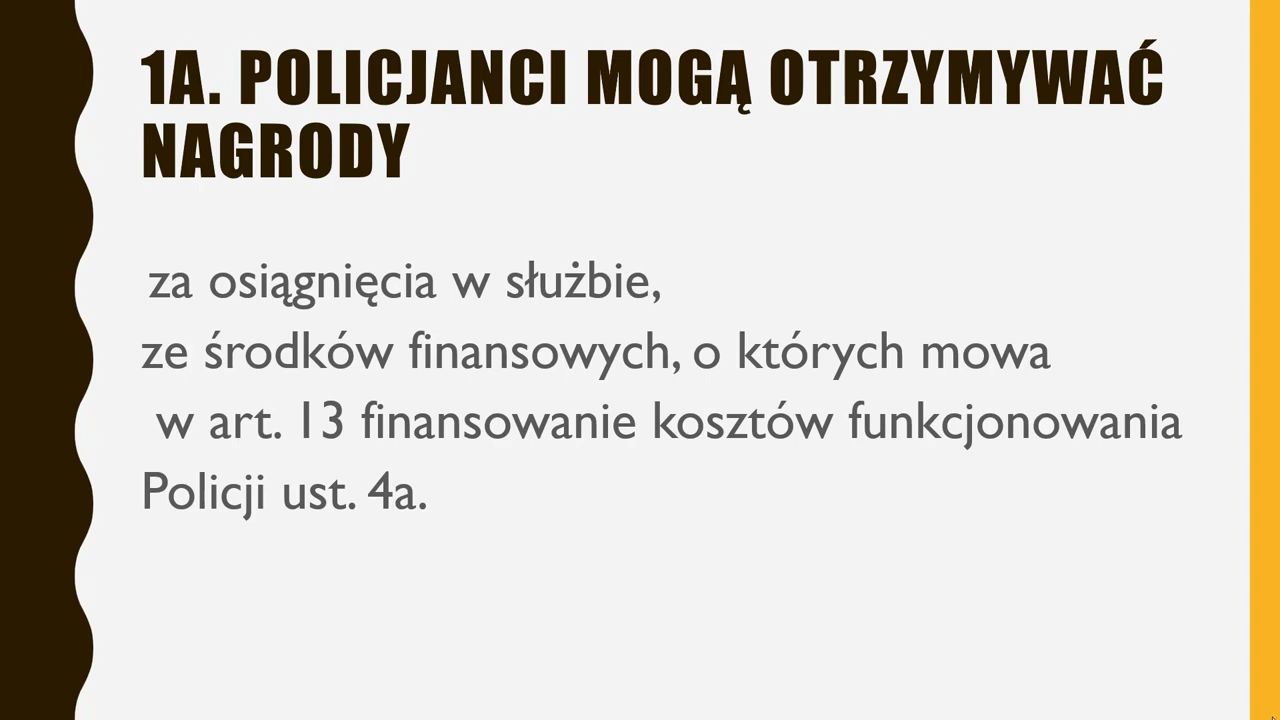 1A. POLICJANCI MOGĄ OTRZYMYWAĆ
NAGRODY
za osiągnięcia w służbie,
ze środków finansowych, o których mowa
w art. 13 finansowanie kosztów funkcjonowania
Policji ust. 4a.